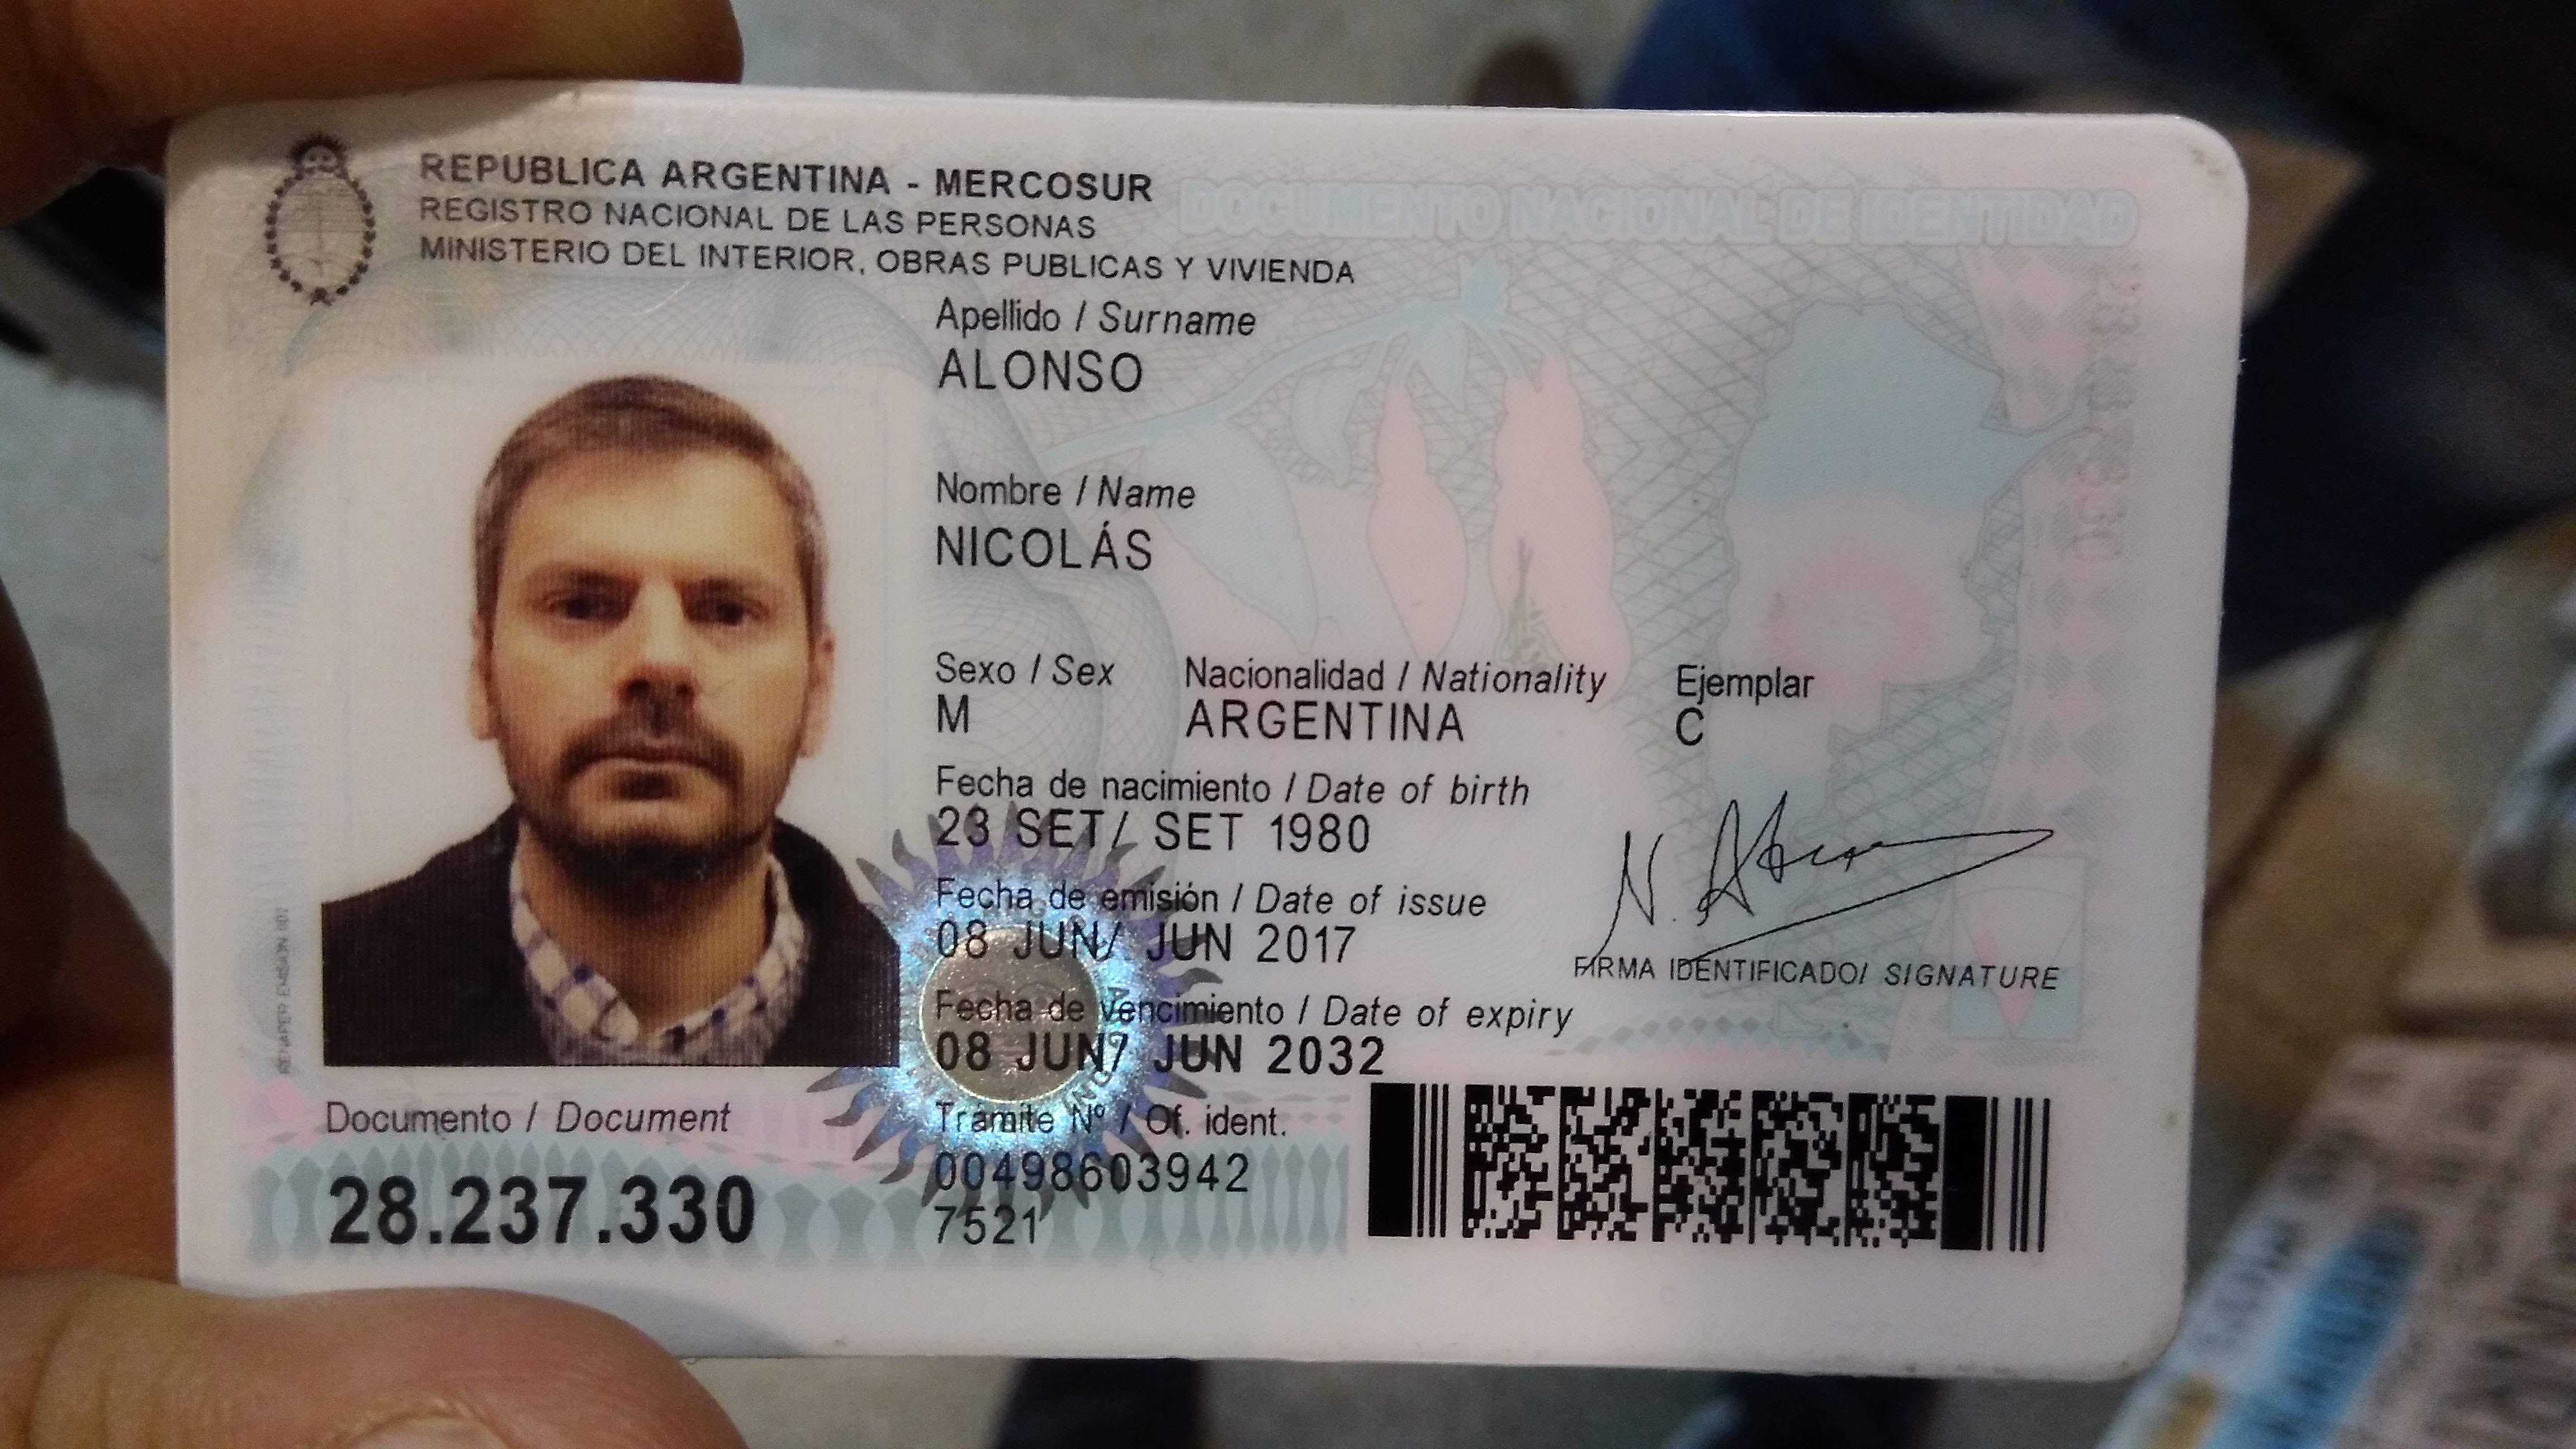 REPUBLICA ARGENTINA - MERCOSUR
REGISTRO NACIONAL DE LAS PERSONAS
MINISTERIO DEL INTERIOR, OBRAS PUBLICAS Y VIVIENDA
DOCUMENTO NACIONAL DE IDENTIDAD
Apellido / Surname
ALONSO
Nombre / Name
NICOLÁS
Sexo / Sex Nacionalidad / Nationality Ejemplar
M ARGENTINA C
Fecha de nacimiento / Date of birth
23 SET/ SET 1980
Fecha de emisión / Date of issue
08 JUN/ JUN 2017
N. Alonso
FIRMA IDENTIFICADO/ SIGNATURE
Fecha de vencimiento / Date of expiry
08 JUN/ JUN 2032
Documento / Document
28.237.330
Tramite Nº / Of. ident.
00498603942
7521